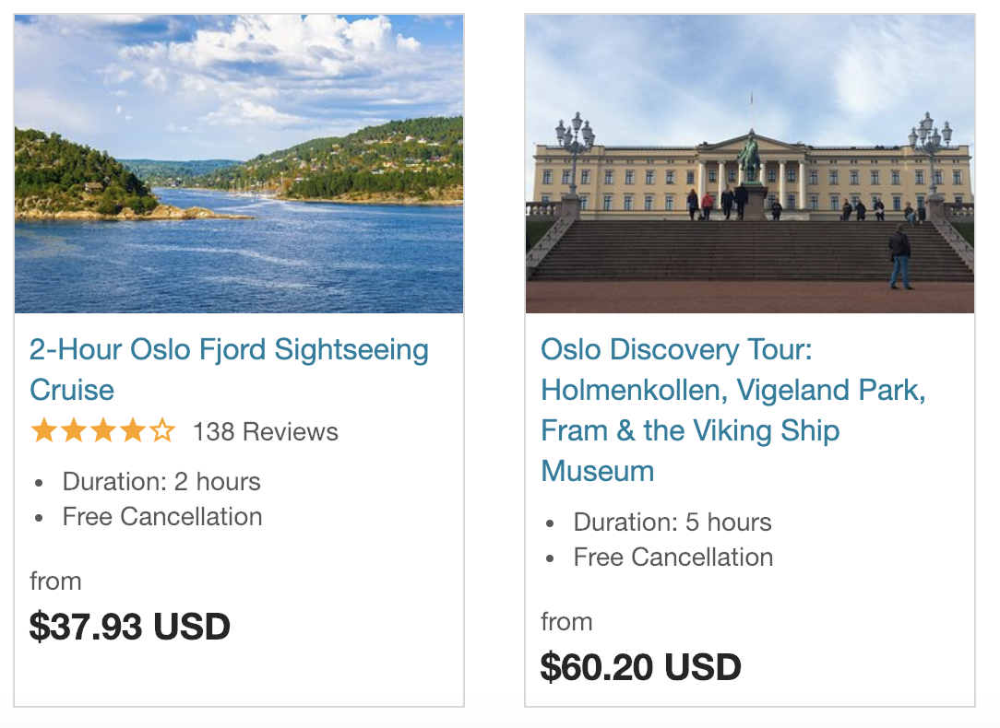 2-Hour Oslo Fjord Sightseeing
Cruise
138 Reviews
• Duration: 2 hours
• Free Cancellation
from
$37.93 USD
Oslo Discovery Tour:
Holmenkollen, Vigeland Park,
Fram & the Viking Ship
Museum
• Duration: 5 hours
• Free Cancellation
from
$60.20 USD